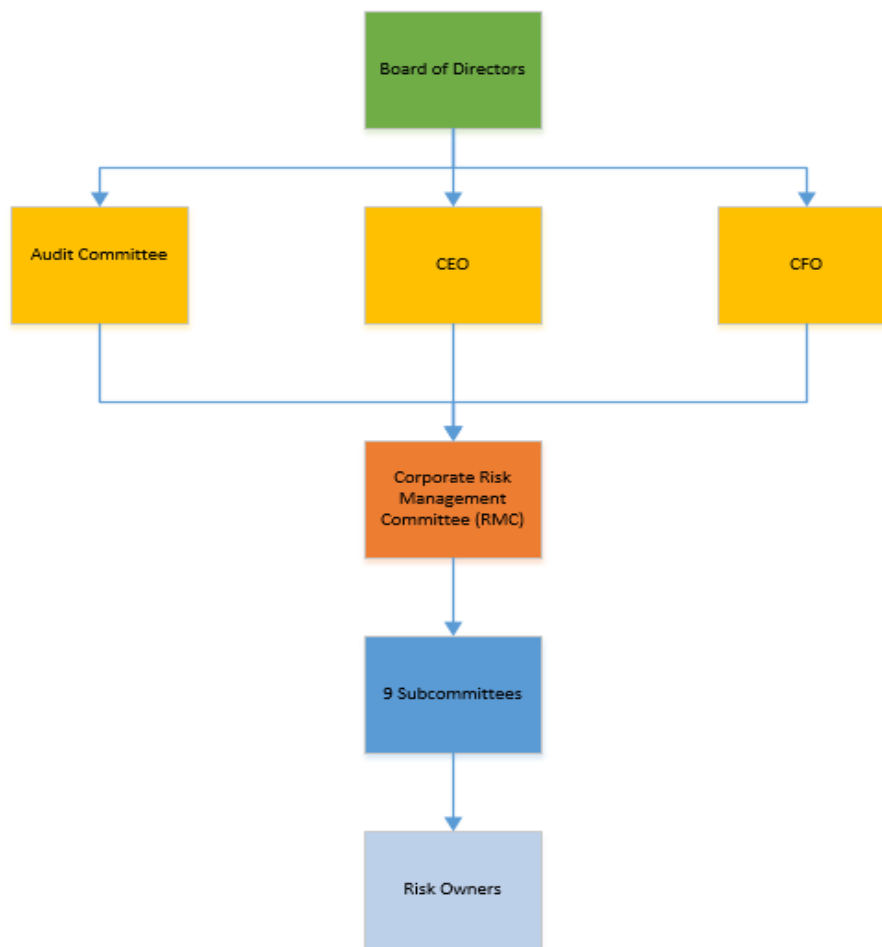 Board of Directors
Audit Committee
CEO
CFO
Corporate Risk
Management
Committee (RMC)
9 Subcommittees
Risk Owners